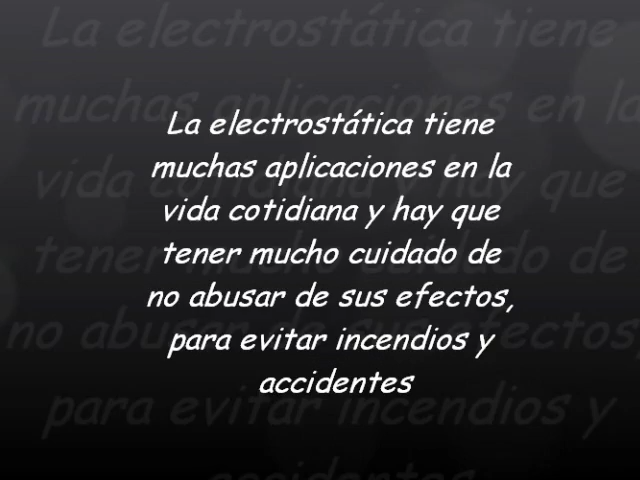 La electrostática tiene
muchas aplicaciones en la
vida cotidiana y hay que
tener mucho cuidado de
no abusar de sus efectos,
para evitar incendios y
accidentes